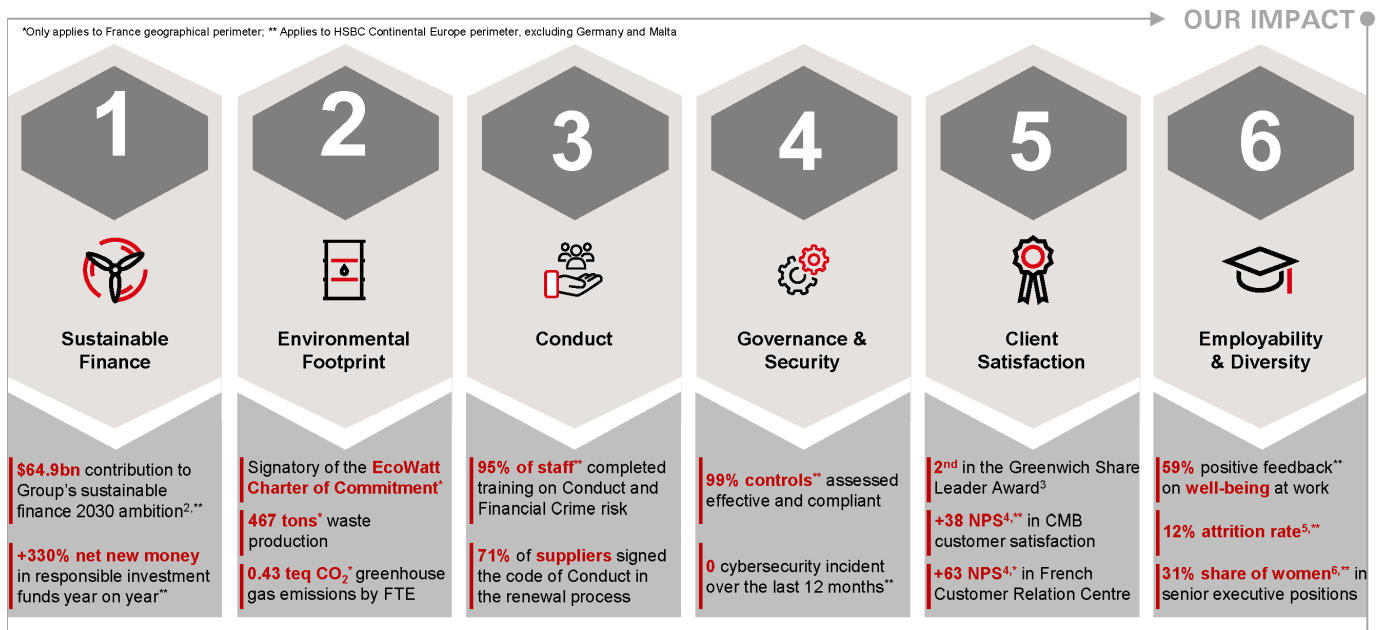 OUR IMPACT
*Only applies to France geographical perimeter; ** Applies to HSBC Continental Europe perimeter, excluding Germany and Malta
1
Sustainable
Finance
$64.9bn contribution to
Group's sustainable
finance 2030 ambition²,**
+330% net new money
in responsible investment
funds year on year**
2
Environmental
Footprint
Signatory of the EcoWatt
Charter of Commitment*
467 tons* waste
production
0.43 teq CO₂* greenhouse
gas emissions by FTE
3
Conduct
95% of staff** completed
training on Conduct and
Financial Crime risk
71% of suppliers signed
the code of Conduct in
the renewal process
4
Governance &
Security
99% controls** assessed
effective and compliant
0 cybersecurity incident
over the last 12 months**
5
Client
Satisfaction
2nd in the Greenwich Share
Leader Award³
+38 NPS⁴,** in CMB
customer satisfaction
+63 NPS⁴,* in French
Customer Relation Centre
6
Employability
& Diversity
59% positive feedback**
on well-being at work
12% attrition rate⁵,**
31% share of women⁶,** in
senior executive positions